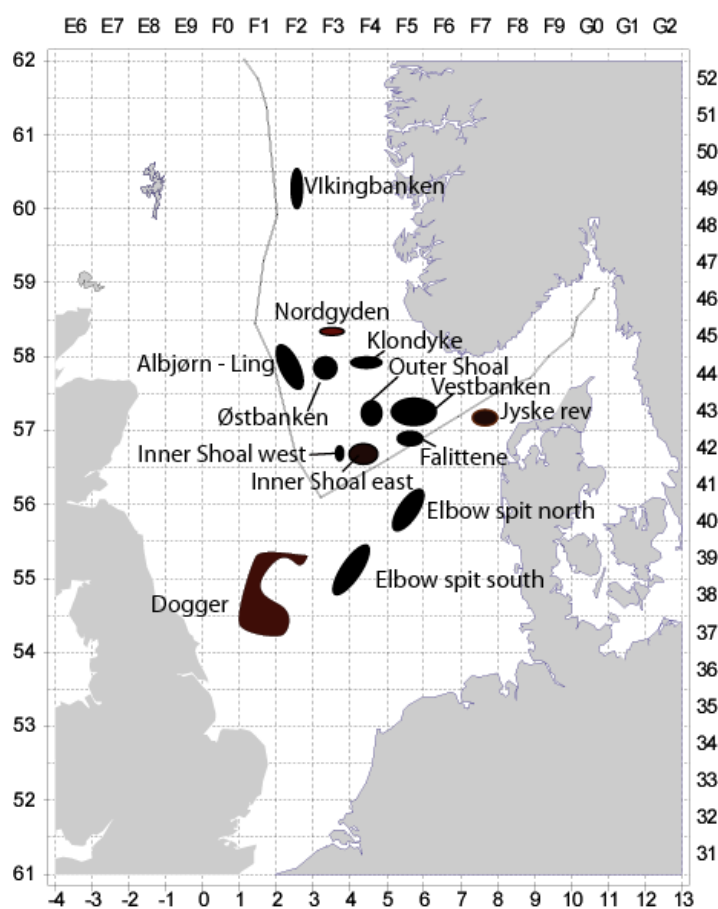 E6 E7 E8 E9 F0 F1 F2 F3 F4 F5 F6 F7 F8 F9 G0 G1 G2
62
52
61
51
50
VIkingbanken
49
60
48
47
59
46
Nordgyden
45
Klondyke
58
Albjørn - Ling
Outer Shoal
44
Vestbanken
Østbanken
Jyske rev
43
57
Inner Shoal west
Falittene
42
Inner Shoal east
41
56
Elbow spit north
40
39
55
Elbow spit south
38
Dogger
37
54
36
53
35
34
33
52
32
31
61
-4 -3 -2 -1 0 1 2 3 4 5 6 7 8 9 10 11 12 13